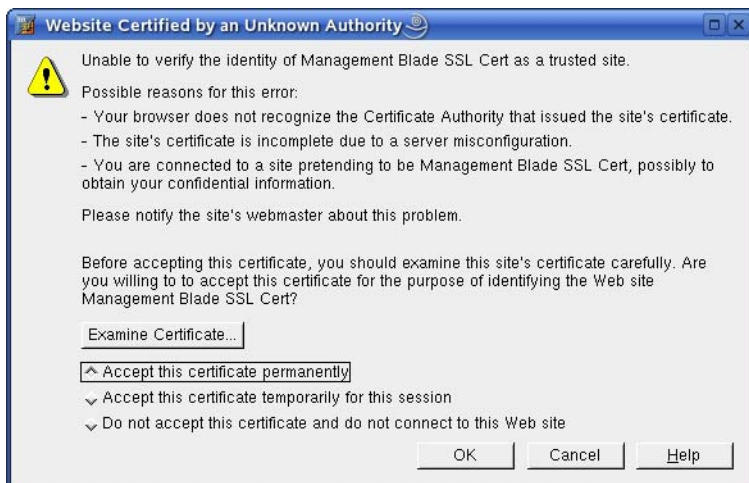 Website Certified by an Unknown Authority
Unable to verify the identity of Management Blade SSL Cert as a trusted site.
Possible reasons for this error:
- Your browser does not recognize the Certificate Authority that issued the site's certificate.
- The site's certificate is incomplete due to a server misconfiguration.
- You are connected to a site pretending to be Management Blade SSL Cert, possibly to
obtain your confidential information.
Please notify the site's webmaster about this problem.
Before accepting this certificate, you should examine this site's certificate carefully. Are
you willing to to accept this certificate for the purpose of identifying the Web site
Management Blade SSL Cert?
Examine Certificate...
Accept this certificate permanently
Accept this certificate temporarily for this session
Do not accept this certificate and do not connect to this Web site
OK Cancel Help